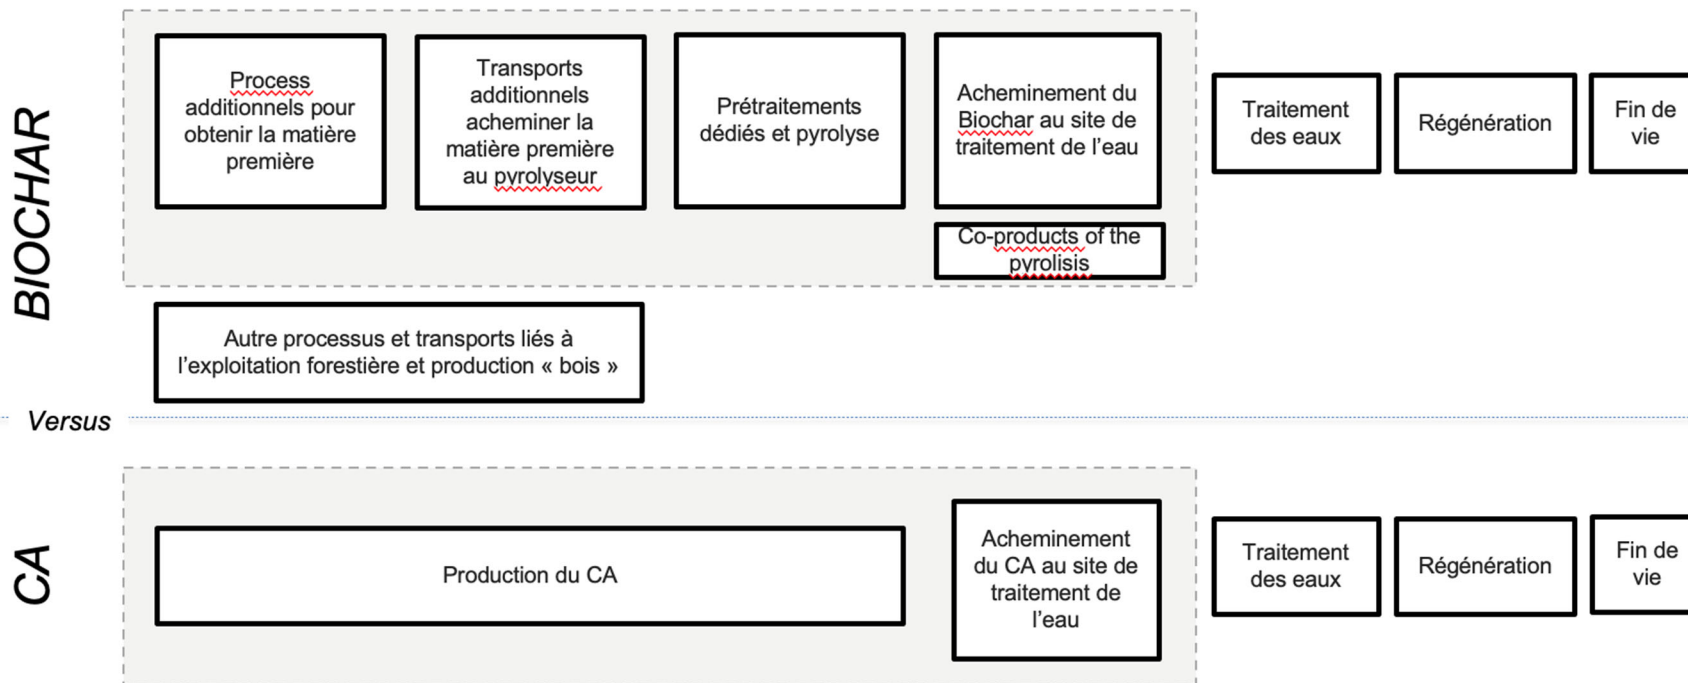 BIOCHAR
Process
additionnels pour
obtenir la matière
première
Transports
additionnels
acheminer la
matière première
au pyrolyseur
Prétraitements
dédiés et pyrolyse
Acheminement du
Biochar au site de
traitement de l'eau
Co-products of the
pyrolisis
Traitement
des eaux
Régénération
Fin de
vie
Autre processus et transports liés à
l'exploitation forestière et production « bois »
Versus
CA
Production du CA
Acheminement
du CA au site de
traitement de
l'eau
Traitement
des eaux
Régénération
Fin de
vie